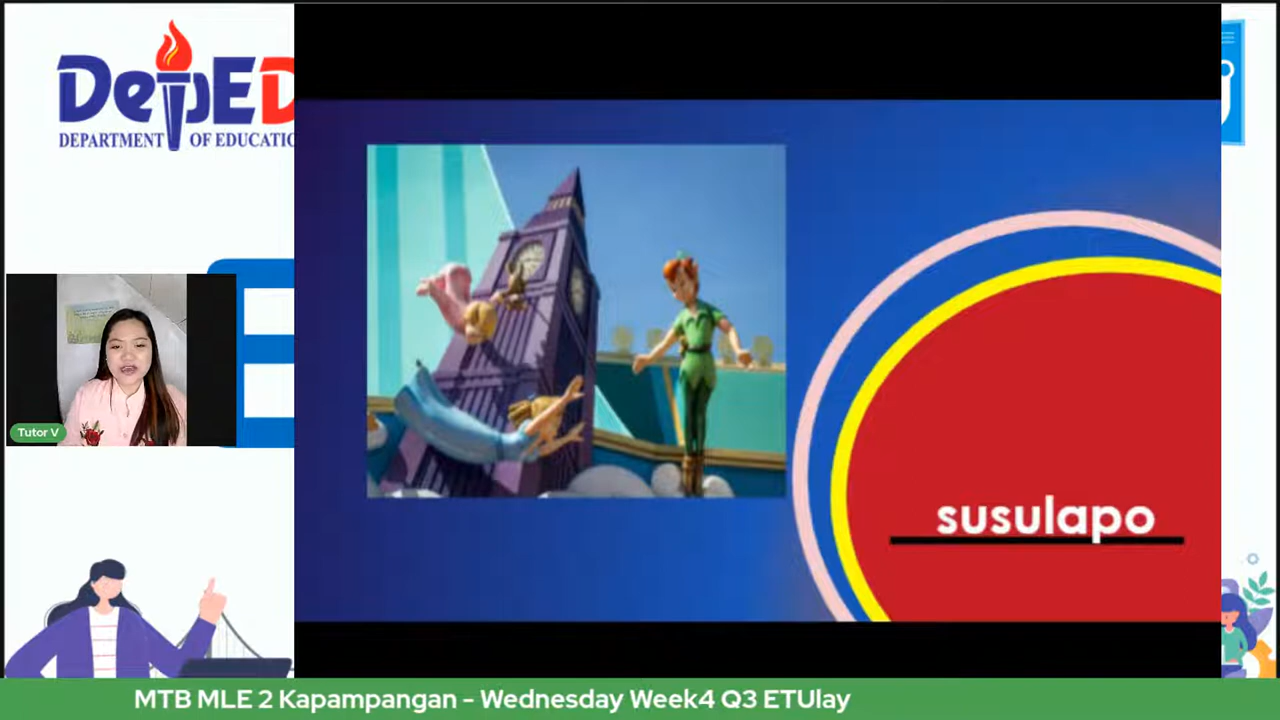 DepED
DEPARTMENT OF EDUCATIO
Tutor V
susulapo
MTB MLE 2 Kapampangan - Wednesday Week4 Q3 ETUlay